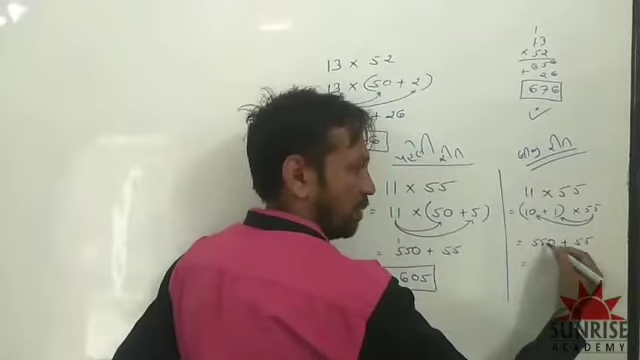 13 × 52
13 × (50 + 2)
+ 26
પહેલી રીત
11 × 55
= 11 × (50 + 5)
= 550 + 55
605
13
× 52
676
બીજી રીત
11 × 55
= (10 + 1) × 55
= 550 + 55
=
SUNRISE
ACADEMY